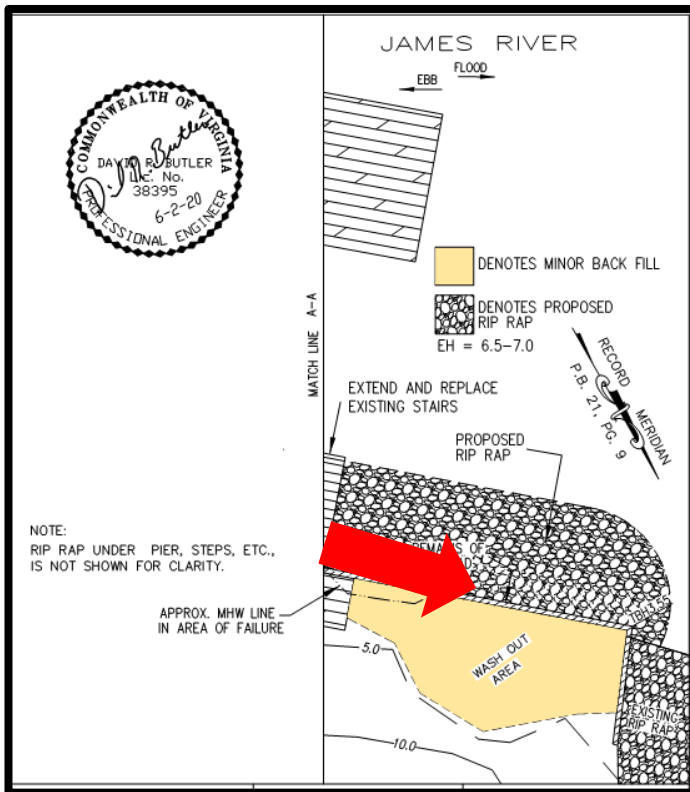 JAMES RIVER
FLOOD
EBB
COMMONWEALTH OF VIRGINIA
DAVID R. BUTLER
Lic. No.
38395
6-2-20
PROFESSIONAL ENGINEER
DENOTES MINOR BACK FILL
DENOTES PROPOSED
RIP RAP
EH = 6.5-7.0
MATCH LINE A-A
RECORD MERIDIAN
P.B. 21, PG. 9
EXTEND AND REPLACE
EXISTING STAIRS
PROPOSED
RIP RAP
NOTE:
RIP RAP UNDER PIER, STEPS, ETC.,
IS NOT SHOWN FOR CLARITY.
OF
APPROX. MHW LINE
IN AREA OF FAILURE
5.0
WASH OUT
AREA
EXISTING
RIP RAP
10.0